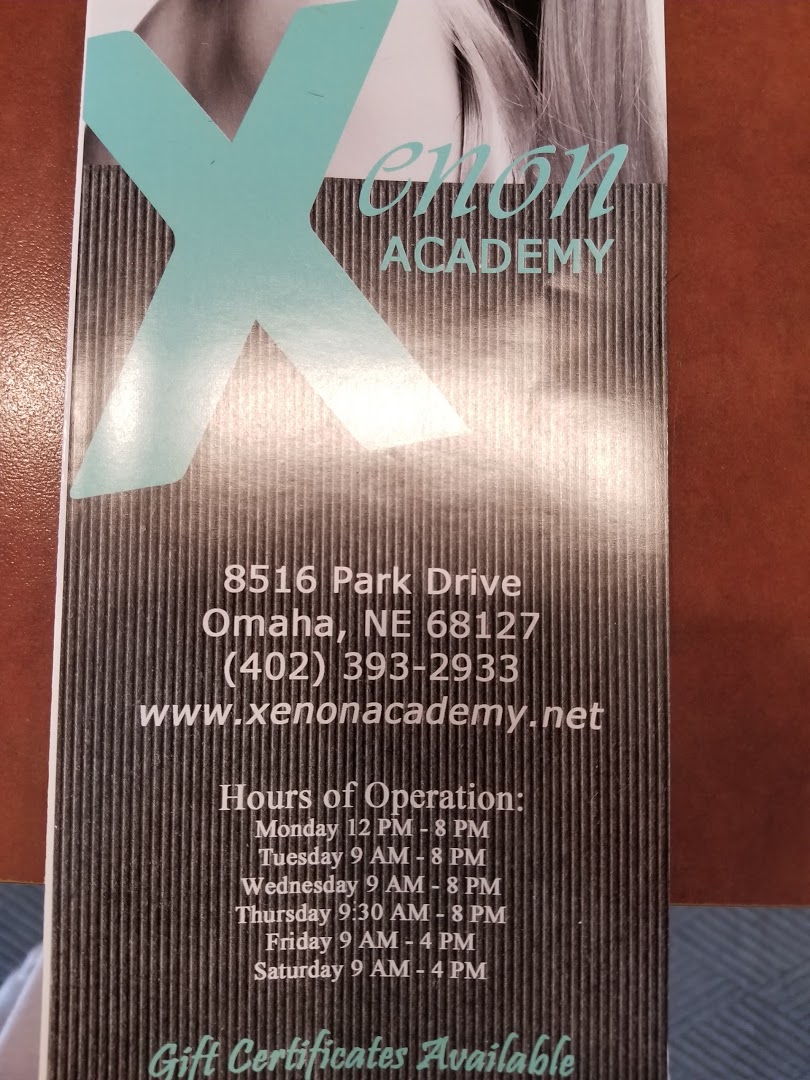 Xenon
ACADEMY
8516 Park Drive
Omaha, NE 68127
(402) 393-2933
www.xenonacademy.net
Hours of Operation:
Monday 12 PM - 8 PM
Tuesday 9 AM - 8 PM
Wednesday 9 AM - 8 PM
Thursday 9:30 AM - 8 PM
Friday 9 AM - 4 PM
Saturday 9 AM - 4 PM
Gift Certificates Available